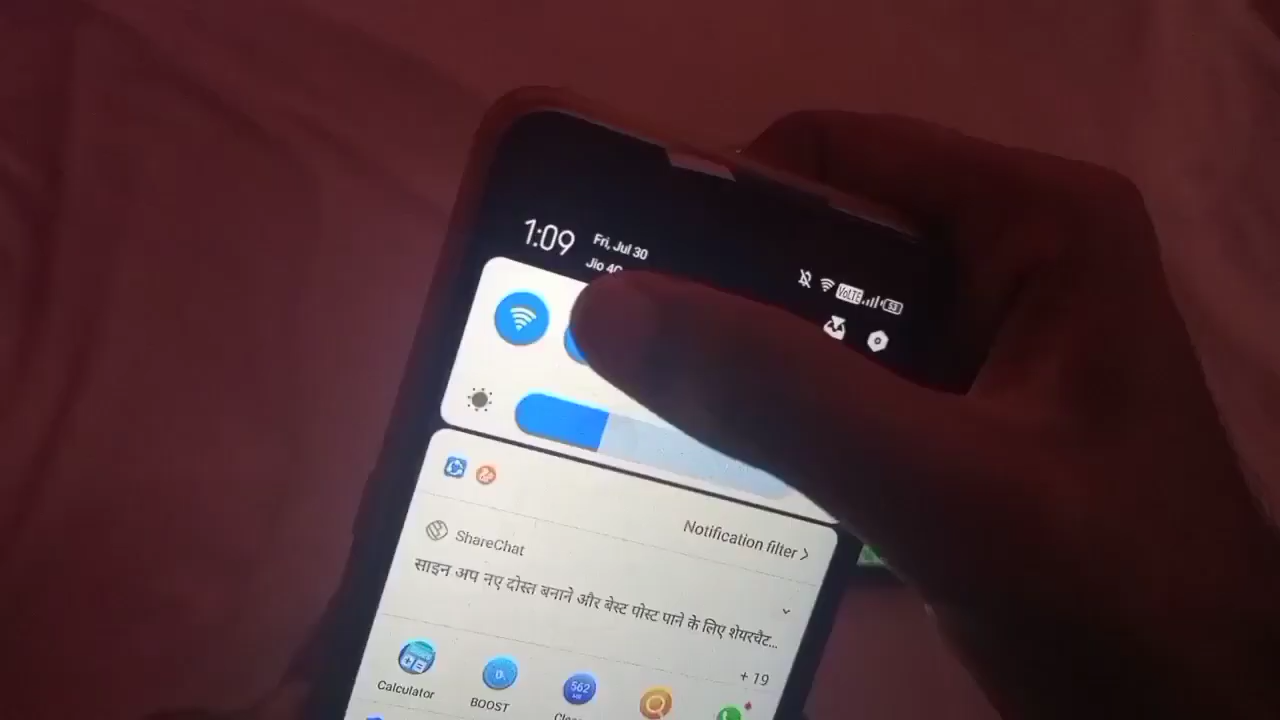 1:09
Fri, Jul 30
Jio 4G
VoLTE
53
Notification filter >
ShareChat
साइन अप नए दोस्त बनाने और बेस्ट पोस्ट पाने के लिए शेयरचैट...
+ 19
Calculator
BOOST
562